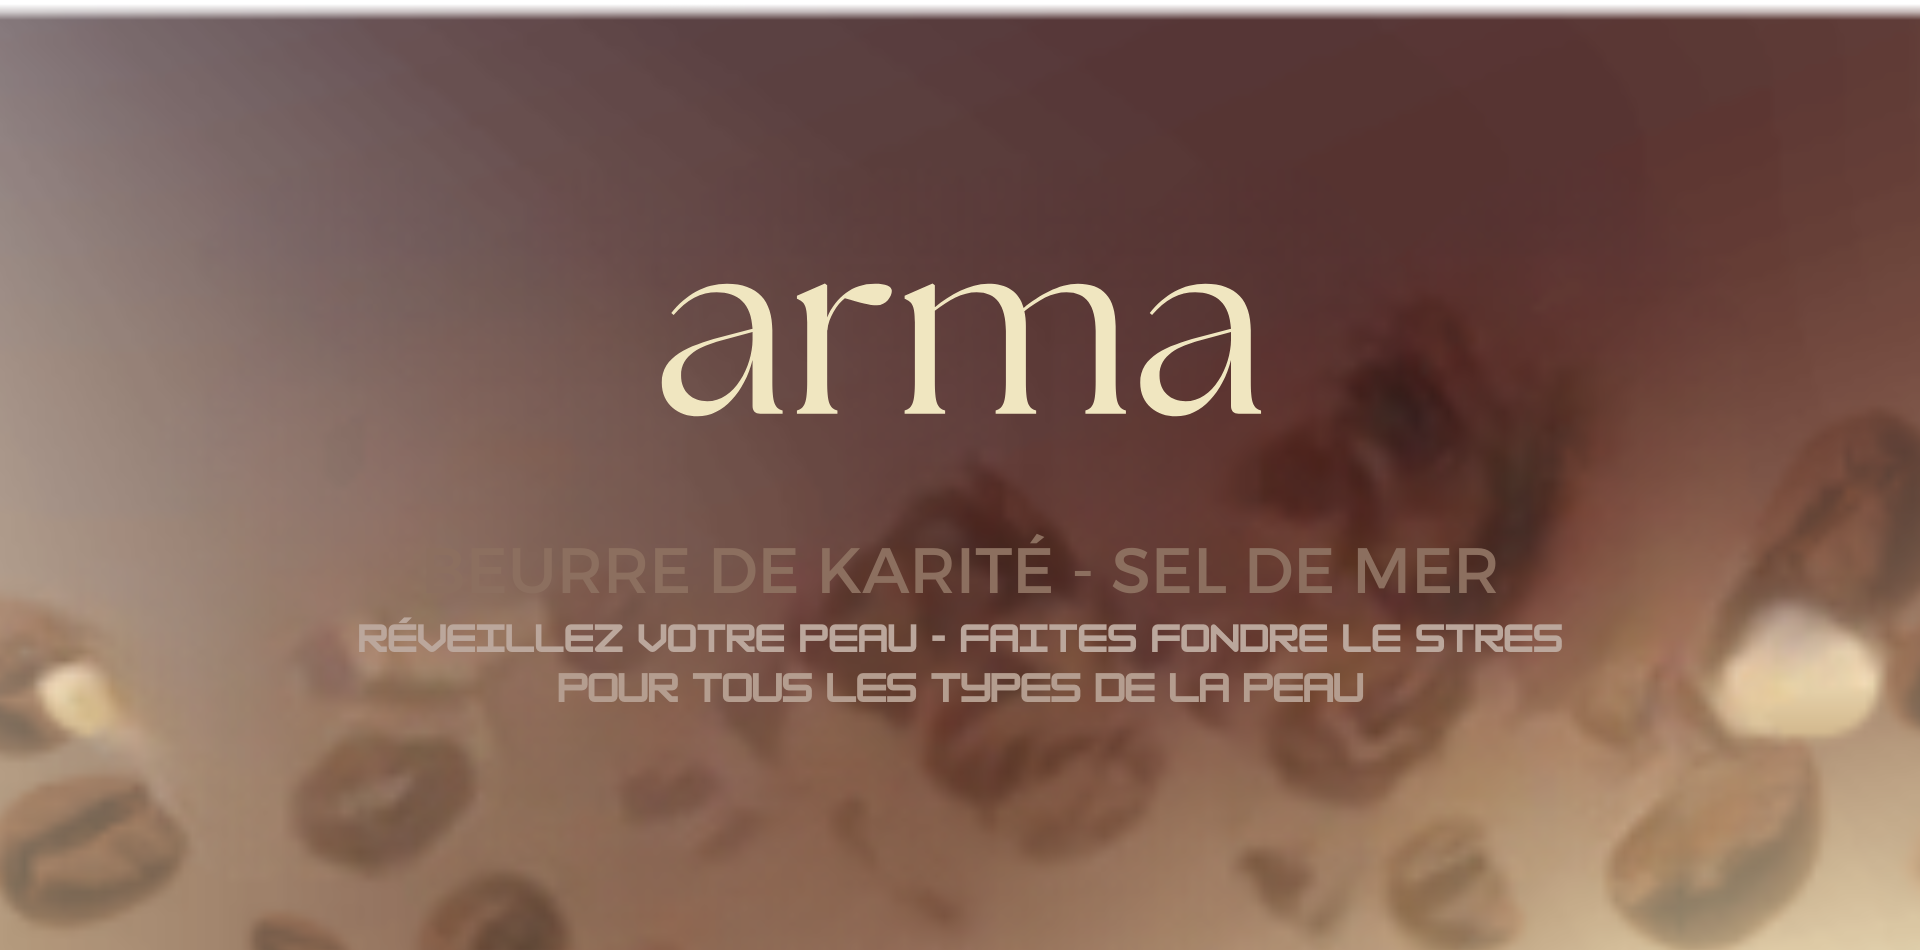 arma
BEURRE DE KARITÉ - SEL DE MER
RÉVEILLEZ VOTRE PEAU - FAITES FONDRE LE STRES
POUR TOUS LES TYPES DE LA PEAU